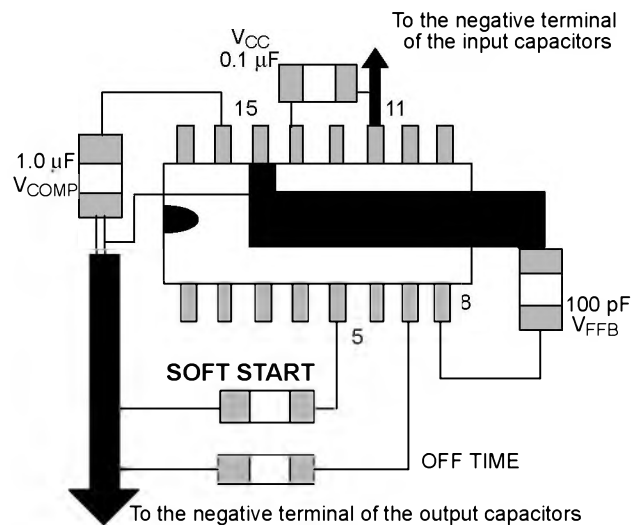 To the negative terminal
of the input capacitors
VCC
0.1 μF
15
11
1.0 μF
VCOMP
8
100 pF
VFFB
5
SOFT START
OFF TIME
To the negative terminal of the output capacitors